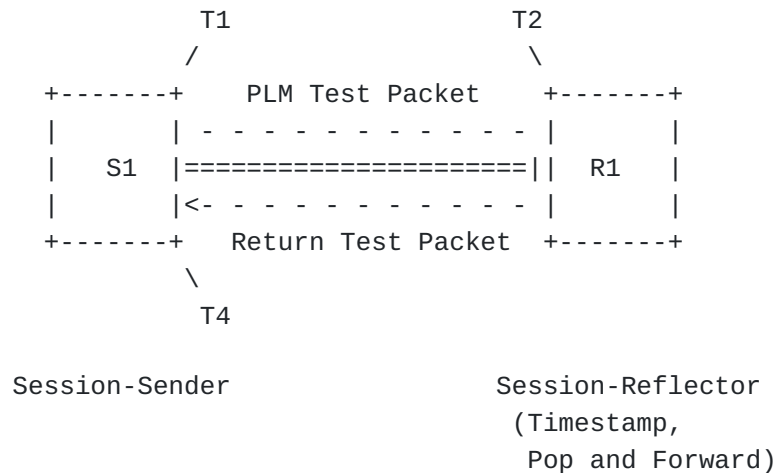 T1 T2
/ \
+-------+ PLM Test Packet +-------+
| | - - - - - - - - - - - | |
| S1 |======================|| R1 |
| |<- - - - - - - - - - - | |
+-------+ Return Test Packet +-------+
\
T4
Session-Sender Session-Reflector
(Timestamp,
Pop and Forward)